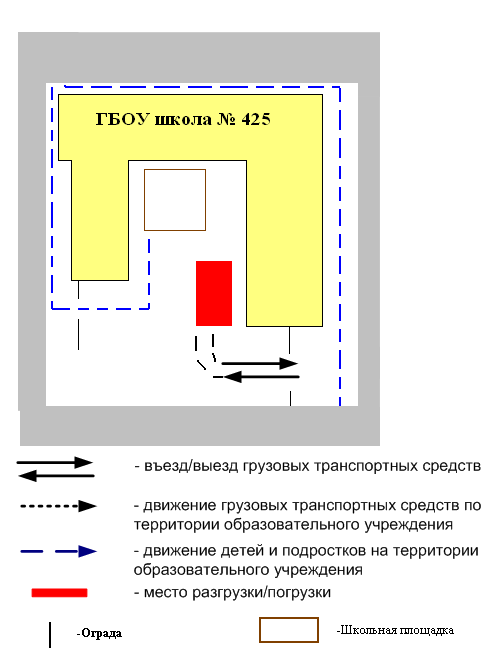 ГБОУ школа № 425
- въезд/выезд грузовых транспортных средств
- движение грузовых транспортных средств по
территории образовательного учреждения
- движение детей и подростков на территории
образовательного учреждения
- место разгрузки/погрузки
-Ограда
-Школьная площадка